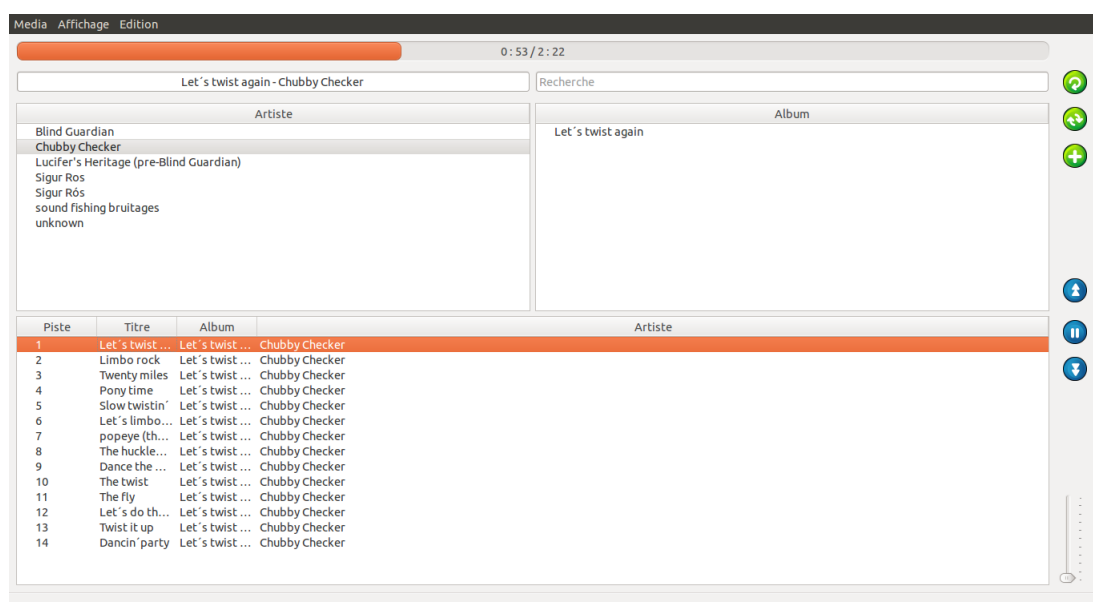 Media Affichage Edition
0 : 53 / 2 : 22
Let´s twist again - Chubby Checker
Recherche
Artiste
Blind Guardian
Chubby Checker
Lucifer's Heritage (pre-Blind Guardian)
Sigur Ros
Sigur Rós
sound fishing bruitages
unknown
Album
Let´s twist again
Piste Titre Album Artiste
1 Let´s twist ... Let´s twist ... Chubby Checker
2 Limbo rock Let´s twist ... Chubby Checker
3 Twenty miles Let´s twist ... Chubby Checker
4 Pony time Let´s twist ... Chubby Checker
5 Slow twistin´ Let´s twist ... Chubby Checker
6 Let´s limbo... Let´s twist ... Chubby Checker
7 popeye (th... Let´s twist ... Chubby Checker
8 The huckle... Let´s twist ... Chubby Checker
9 Dance the ... Let´s twist ... Chubby Checker
10 The twist Let´s twist ... Chubby Checker
11 The fly Let´s twist ... Chubby Checker
12 Let´s do th... Let´s twist ... Chubby Checker
13 Twist it up Let´s twist ... Chubby Checker
14 Dancin´party Let´s twist ... Chubby Checker